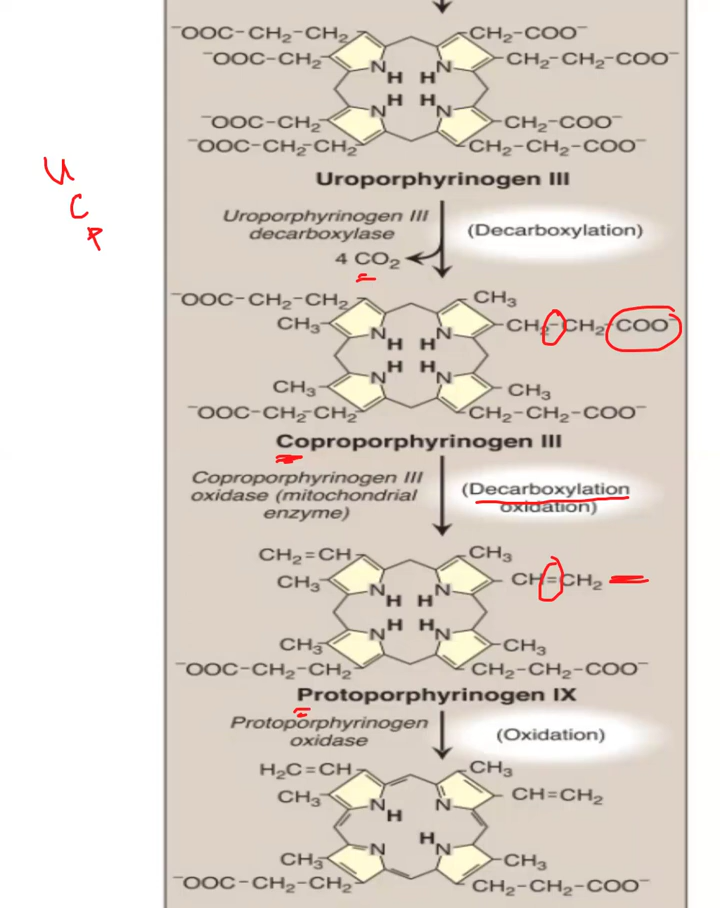 ⁻OOC-CH₂-CH₂ CH₂-COO⁻
⁻OOC-CH₂ CH₂-CH₂-COO⁻
N H H N
N H H N
⁻OOC-CH₂ CH₂-COO⁻
⁻OOC-CH₂-CH₂ CH₂-CH₂-COO⁻
U
C
P
Uroporphyrinogen III
Uroporphyrinogen III
decarboxylase
(Decarboxylation)
4 CO₂
⁻OOC-CH₂-CH₂ CH₃
CH₃ CH₂-CH₂-COO⁻
N H H N
N H H N
CH₃ CH₃
⁻OOC-CH₂-CH₂ CH₂-CH₂-COO⁻
Coproporphyrinogen III
Coproporphyrinogen III
oxidase (mitochondrial
enzyme)
(Decarboxylation
oxidation)
CH₂=CH CH₃
CH₃ CH=CH₂
N H H N
N H H N
CH₃ CH₃
⁻OOC-CH₂-CH₂ CH₂-CH₂-COO⁻
Protoporphyrinogen IX
Protoporphyrinogen
oxidase
(Oxidation)
H₂C=CH CH₃
CH₃ CH=CH₂
N H N
N H N
CH₃ CH₃
⁻OOC-CH₂-CH₂ CH₂-CH₂-COO⁻